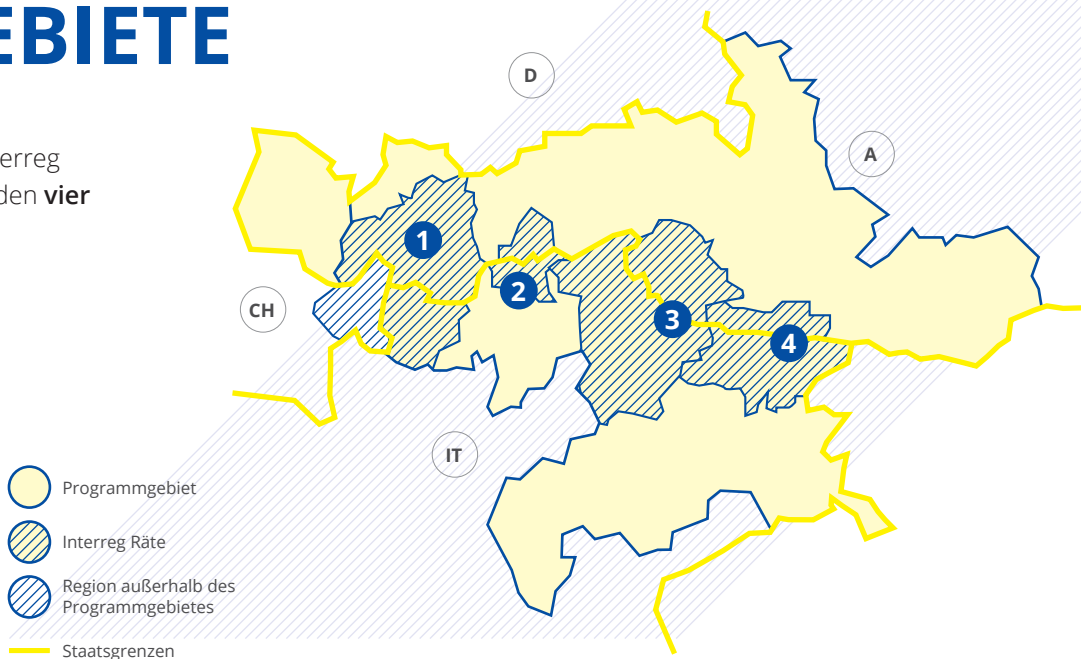 EBIETE
erreg
den vier
D
A
CH
IT
1
2
3
4
Programmgebiet
Interreg Räte
Region außerhalb des
Programmgebietes
Staatsgrenzen